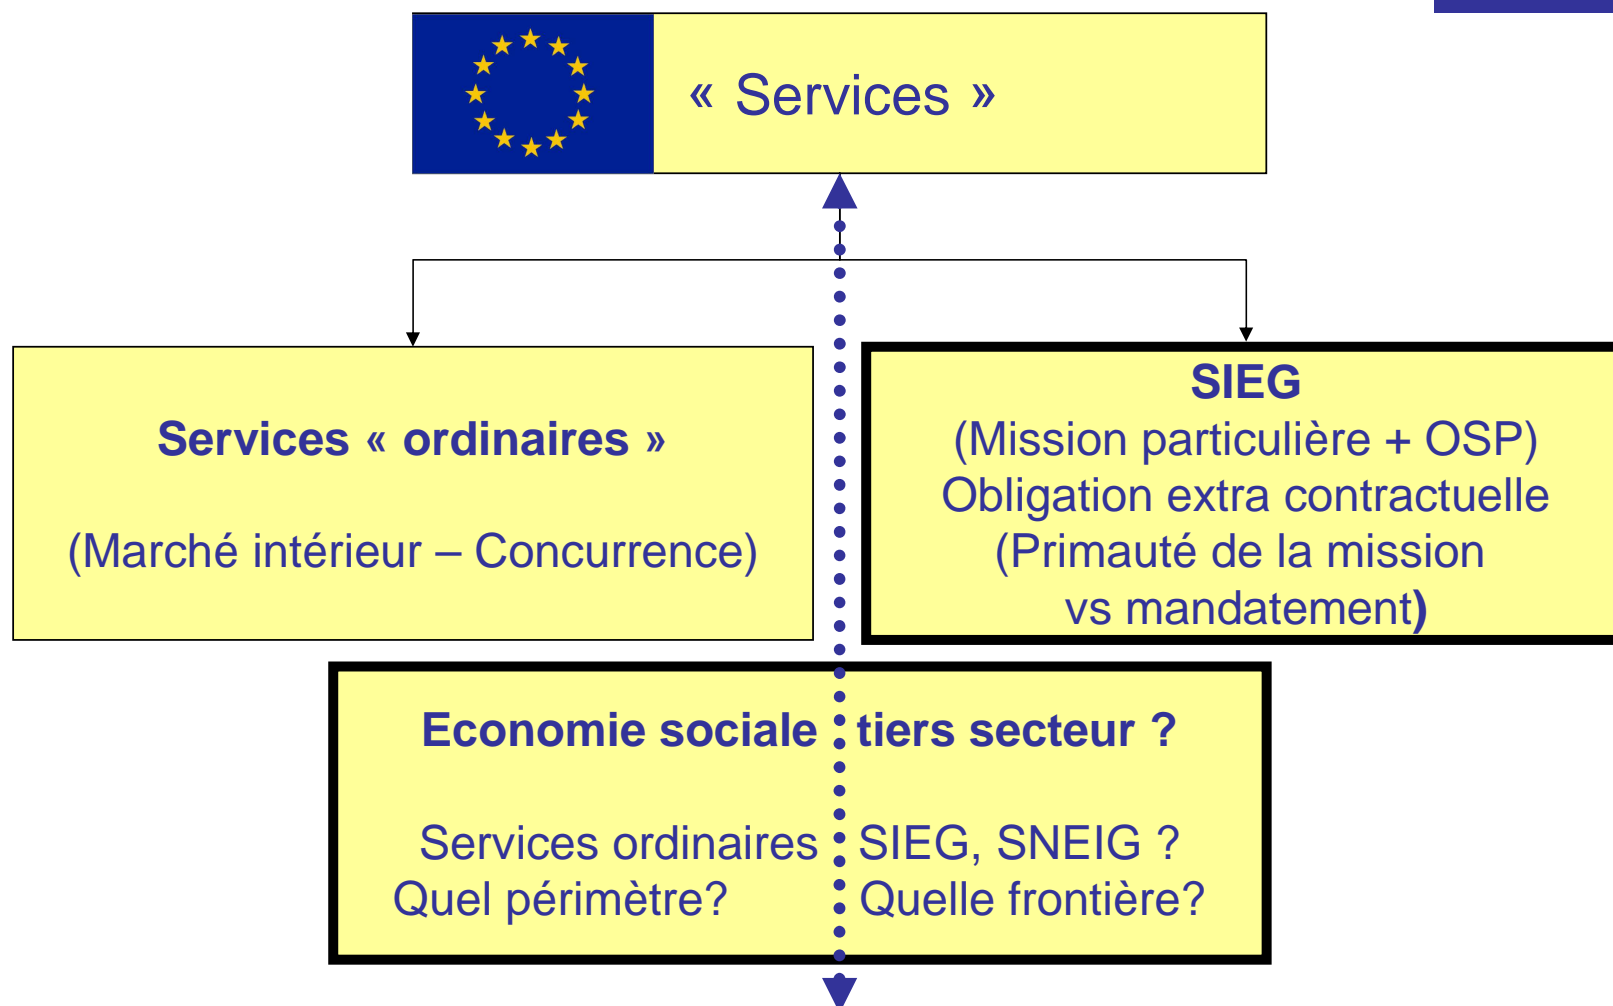 « Services »
Services « ordinaires »
(Marché intérieur – Concurrence)
SIEG
(Mission particulière + OSP)
Obligation extra contractuelle
(Primauté de la mission
vs mandatement)
Economie sociale tiers secteur ?
Services ordinaires SIEG, SNEIG ?
Quel périmètre? Quelle frontière?